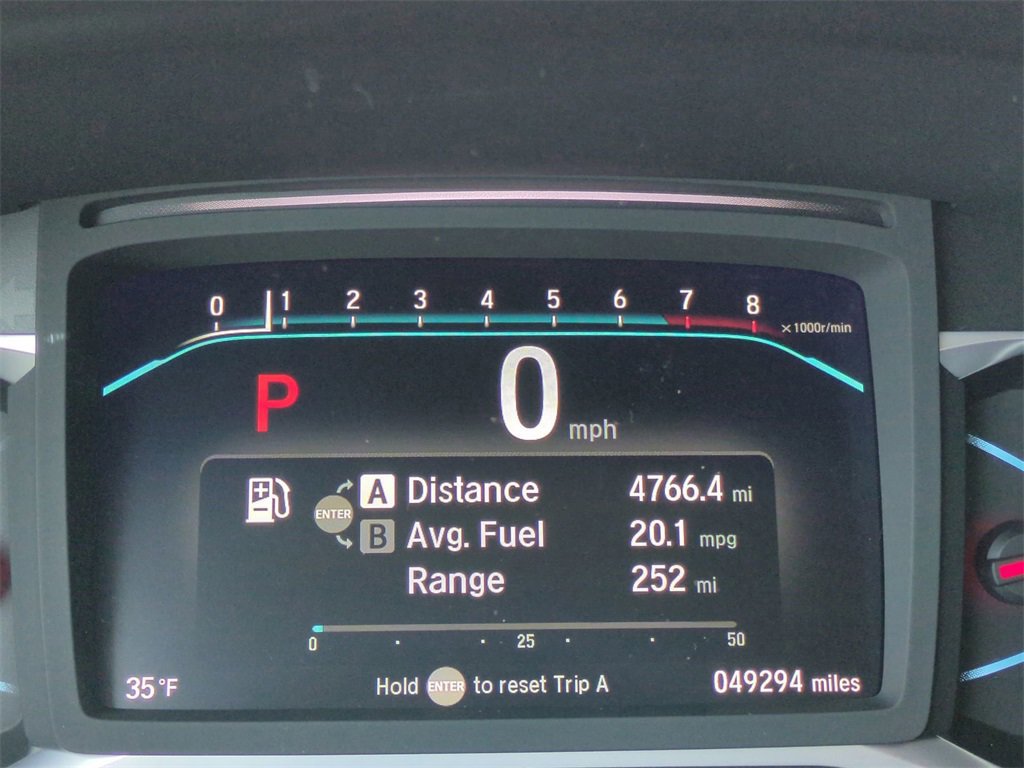 0 1 2 3 4 5 6 7 8
×1000r/min
P 0 mph
A Distance 4766.4 mi
ENTER
B Avg. Fuel 20.1 mpg
Range 252 mi
0 25 50
35°F Hold ENTER to reset Trip A 049294 miles